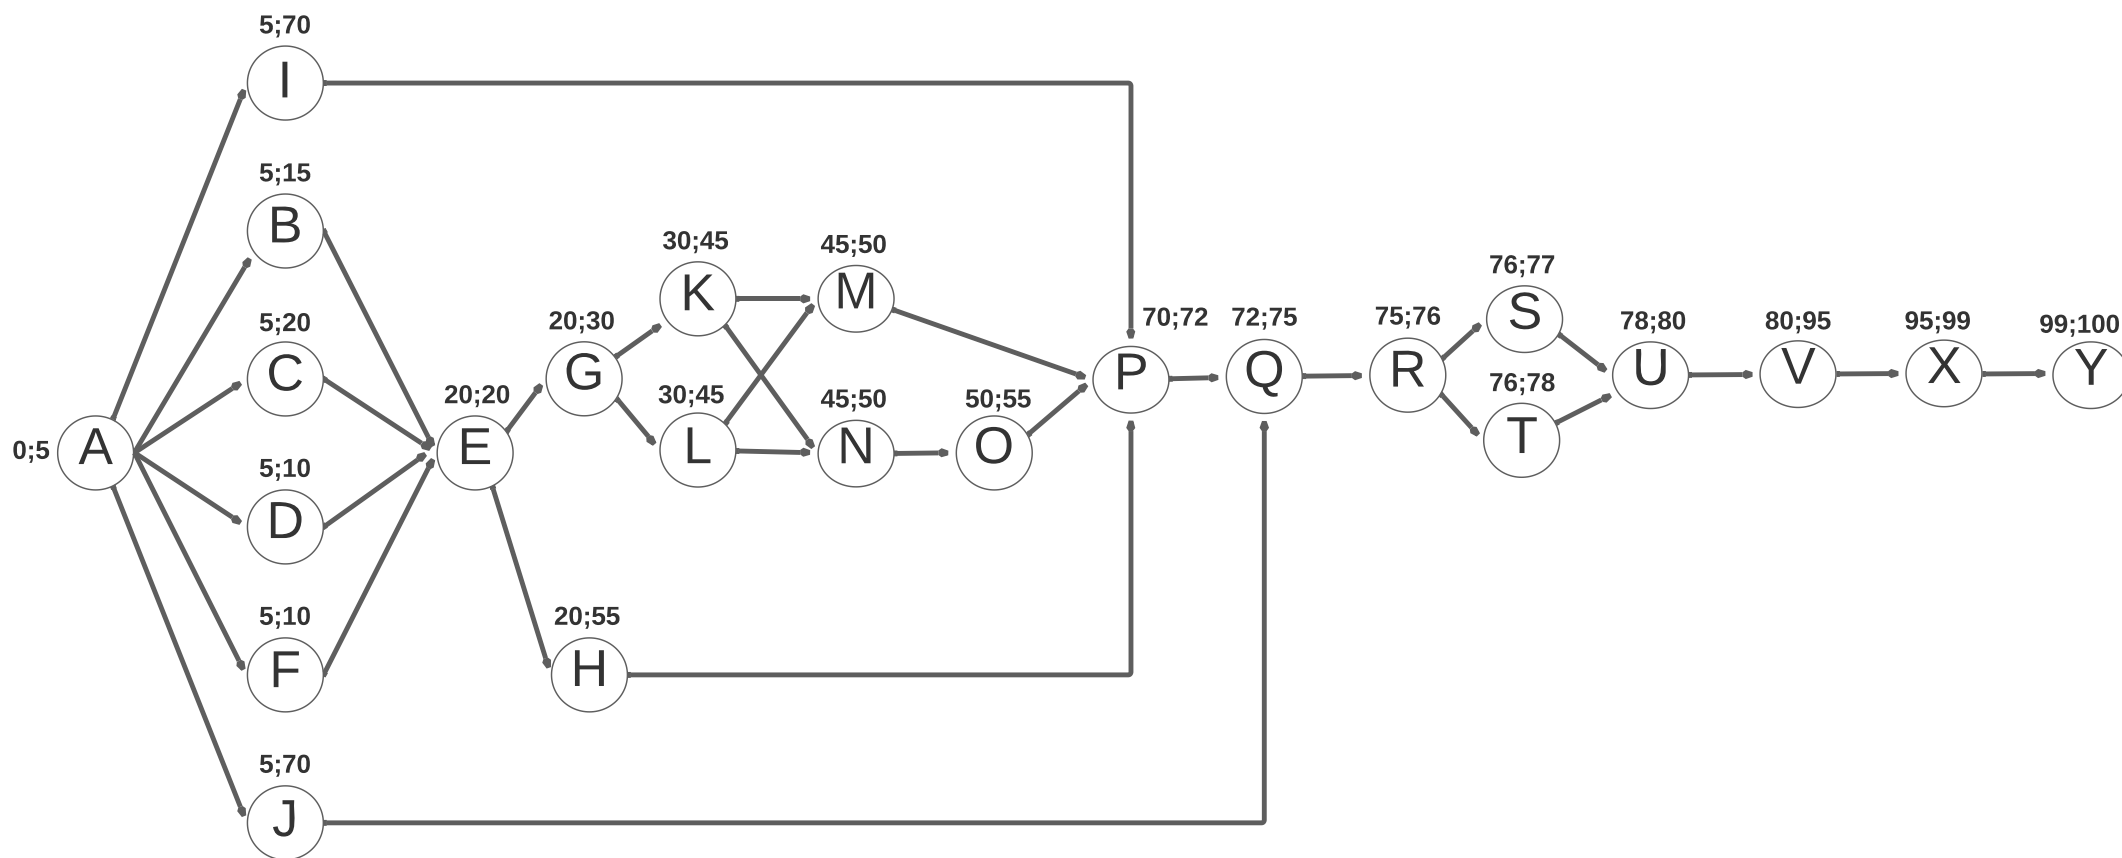 5;70
I
5;15
B
5;20
C
5;10
D
5;10
F
5;70
J
0;5
A
20;20
E
20;30
G
20;55
H
30;45
K
30;45
L
45;50
M
45;50
N
50;55
O
70;72
P
72;75
Q
75;76
R
76;77
S
76;78
T
78;80
U
80;95
V
95;99
X
99;100
Y